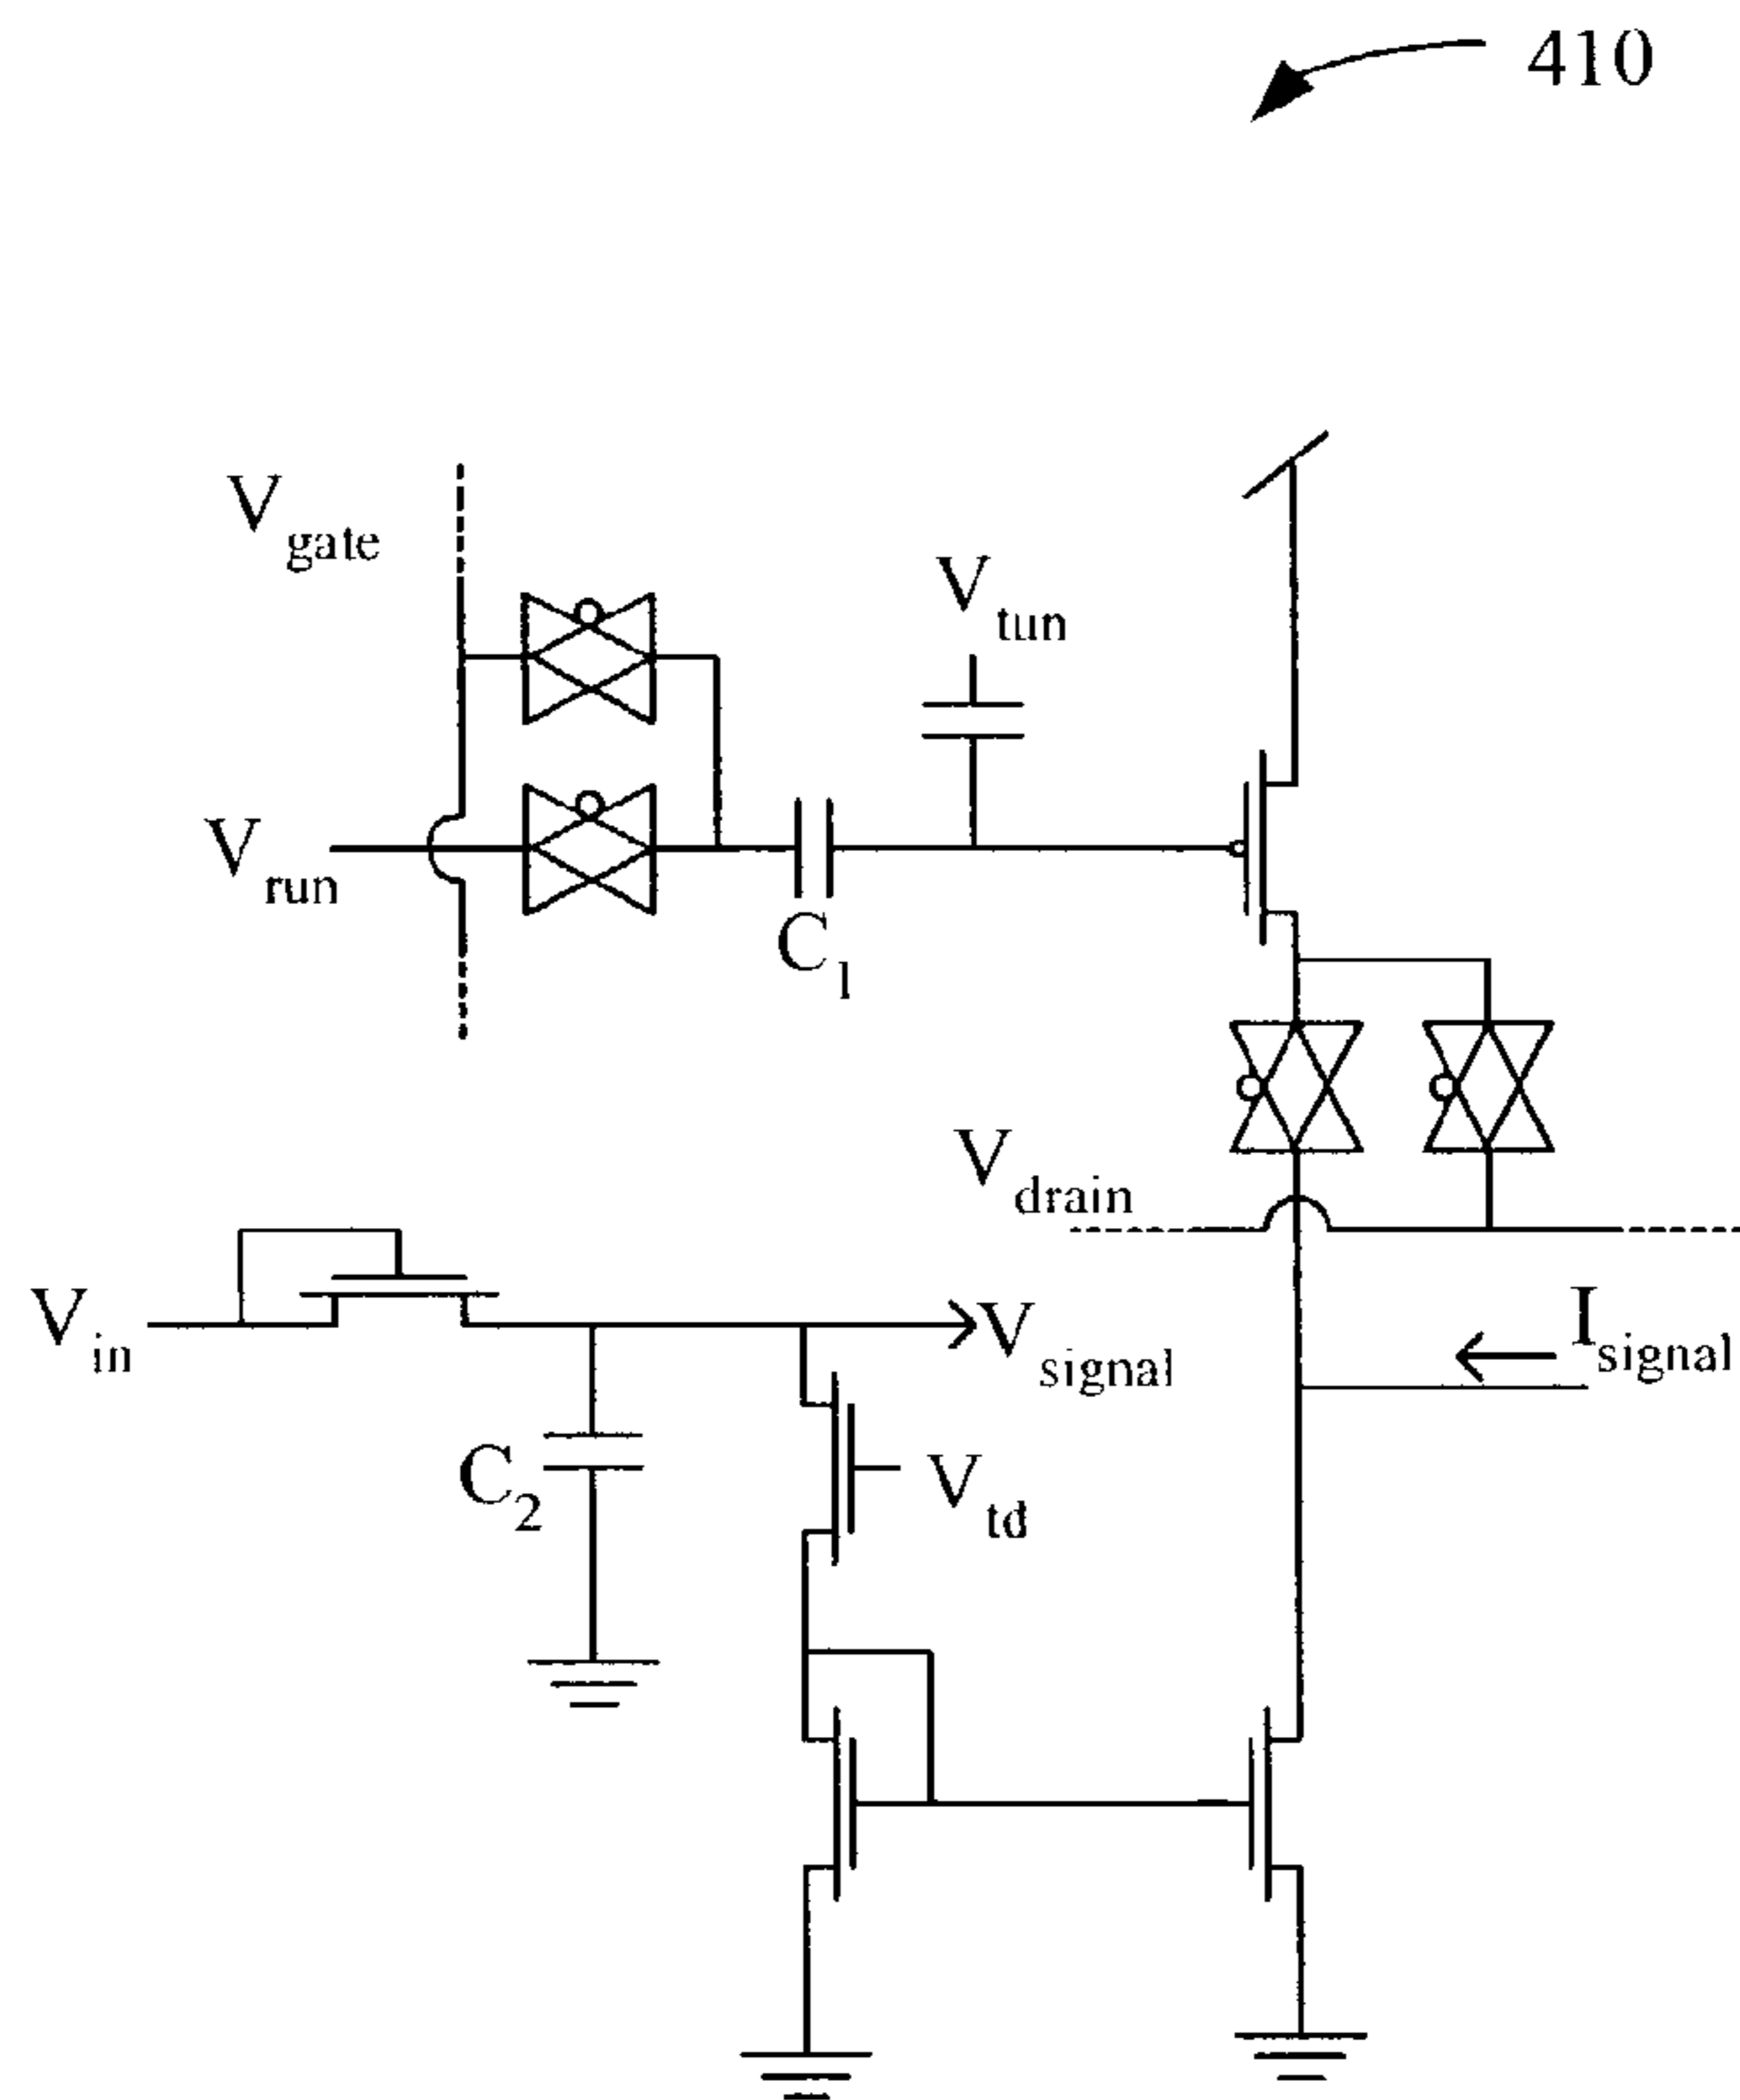 410
V_gate
V_tun
V_run
C_1
V_drain
V_in
V_signal
I_signal
C_2
V_td